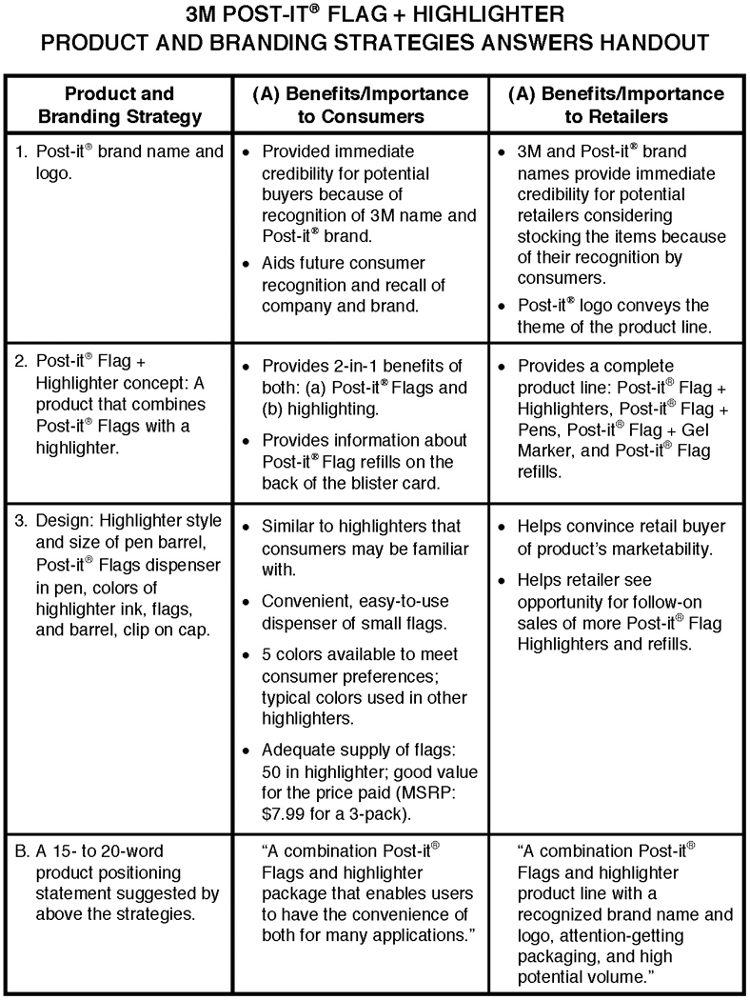 3M POST-IT® FLAG + HIGHLIGHTER
PRODUCT AND BRANDING STRATEGIES ANSWERS HANDOUT
Product and
Branding Strategy
(A) Benefits/Importance
to Consumers
(A) Benefits/Importance
to Retailers
1. Post-it® brand name and
logo.
• Provided immediate
credibility for potential
buyers because of
recognition of 3M name and
Post-it® brand.
• Aids future consumer
recognition and recall of
company and brand.
• 3M and Post-it® brand
names provide immediate
credibility for potential
retailers considering
stocking the items because
of their recognition by
consumers.
• Post-it® logo conveys the
theme of the product line.
2. Post-it® Flag +
Highlighter concept: A
product that combines
Post-it® Flags with a
highlighter.
• Provides 2-in-1 benefits of
both: (a) Post-it® Flags and
(b) highlighting.
• Provides information about
Post-it® Flag refills on the
back of the blister card.
• Provides a complete
product line: Post-it® Flag +
Highlighters, Post-it® Flag +
Pens, Post-it® Flag + Gel
Marker, and Post-it® Flag
refills.
3. Design: Highlighter style
and size of pen barrel,
Post-it® Flags dispenser
in pen, colors of
highlighter ink, flags,
and barrel, clip on cap.
• Similar to highlighters that
consumers may be familiar
with.
• Convenient, easy-to-use
dispenser of small flags.
• 5 colors available to meet
consumer preferences;
typical colors used in other
highlighters.
• Adequate supply of flags:
50 in highlighter; good value
for the price paid (MSRP:
$7.99 for a 3-pack).
• Helps convince retail buyer
of product's marketability.
• Helps retailer see
opportunity for follow-on
sales of more Post-it® Flag
Highlighters and refills.
B. A 15- to 20-word
product positioning
statement suggested by
above the strategies.
“A combination Post-it®
Flags and highlighter
package that enables users
to have the convenience of
both for many applications.”
“A combination Post-it®
Flags and highlighter
product line with a
recognized brand name and
logo, attention-getting
packaging, and high
potential volume.”